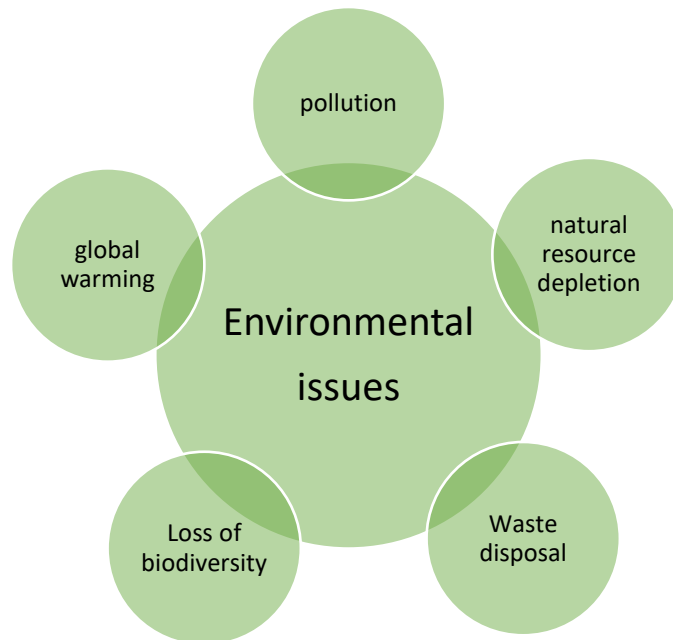 pollution
natural
resource
depletion
global
warming
Environmental
issues
Waste
disposal
Loss of
biodiversity